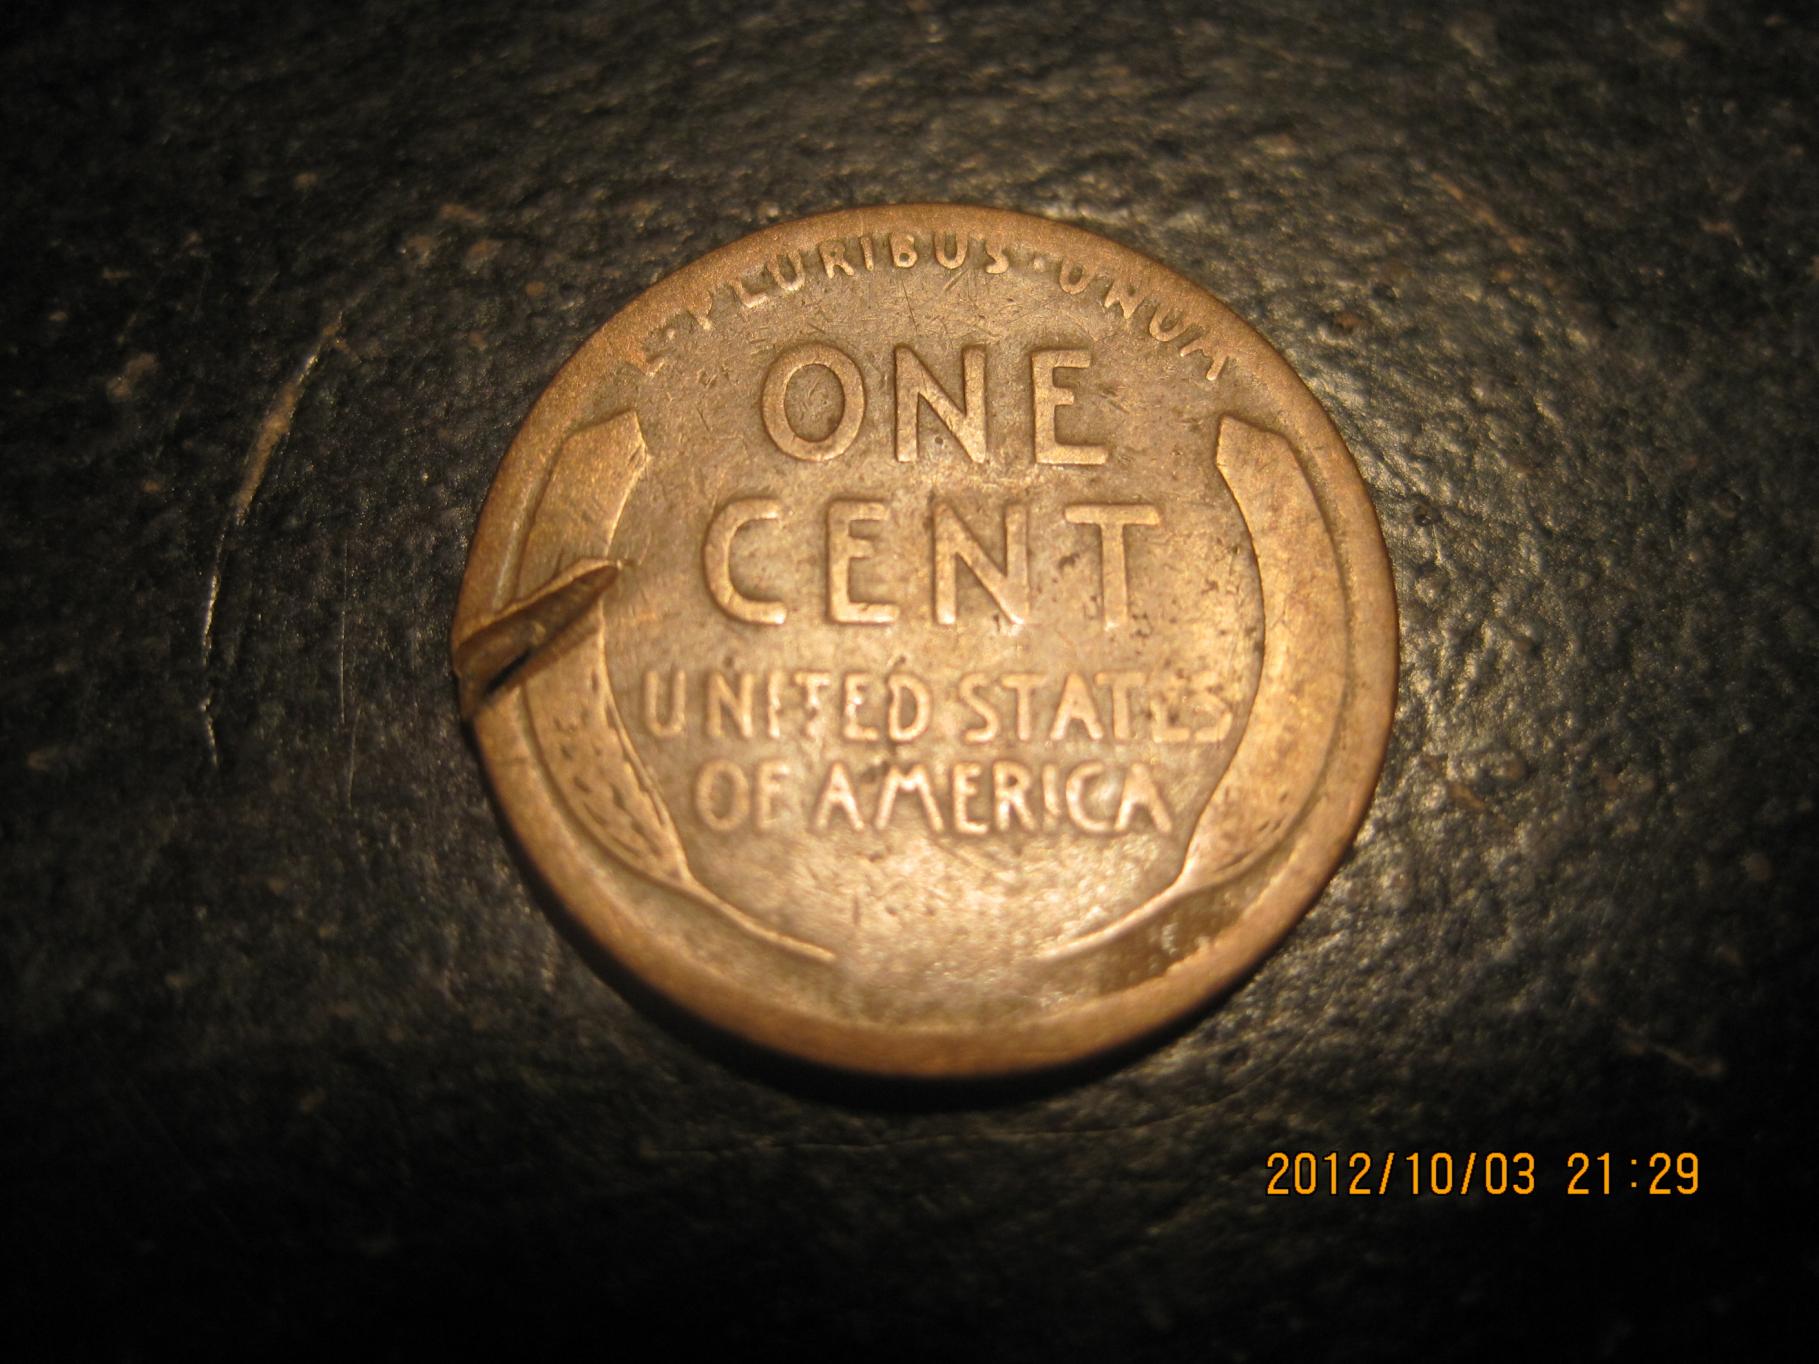 E·PLURIBUS·UNUM
ONE
CENT
UNITED STATES
OF AMERICA
2012/10/03 21:29